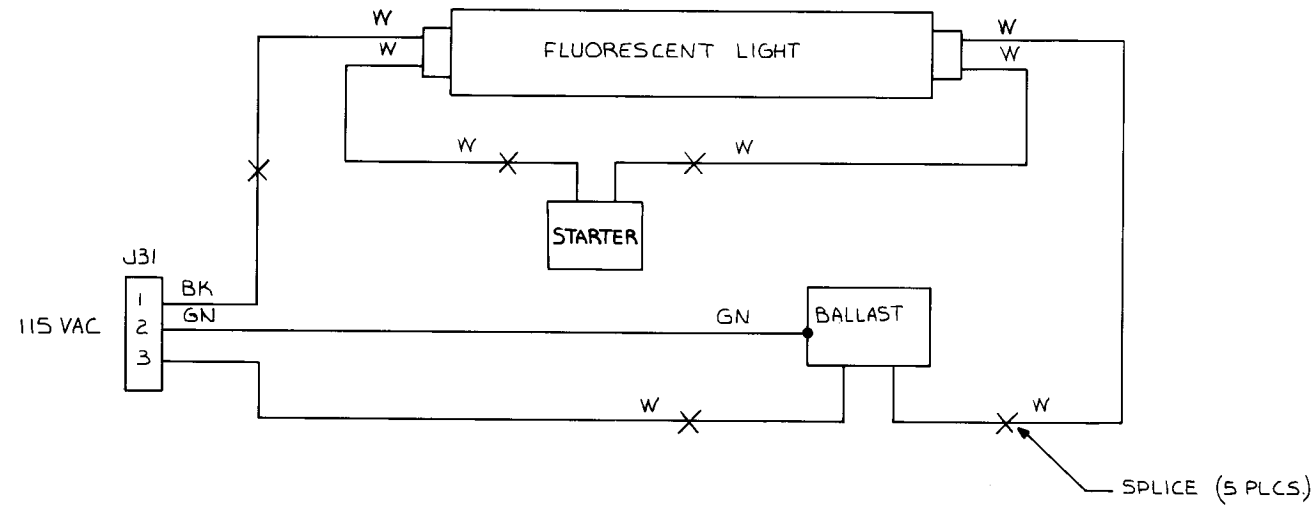 W
W
FLUORESCENT LIGHT
W
W
W
W
STARTER
J31
115 VAC
1
BK
GN
2
3
GN
BALLAST
W
W
SPLICE (5 PLCS.)